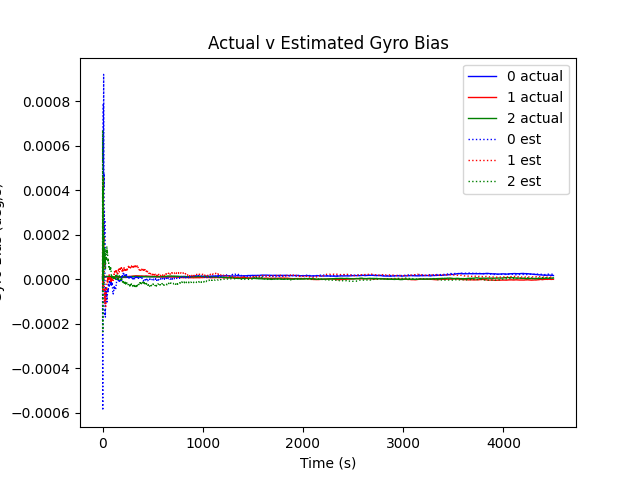 Actual v Estimated Gyro Bias
0 actual
1 actual
2 actual
0 est
1 est
2 est
0.0008
0.0006
0.0004
0.0002
0.0000
−0.0002
−0.0004
−0.0006
0
1000
2000
3000
4000
Time (s)